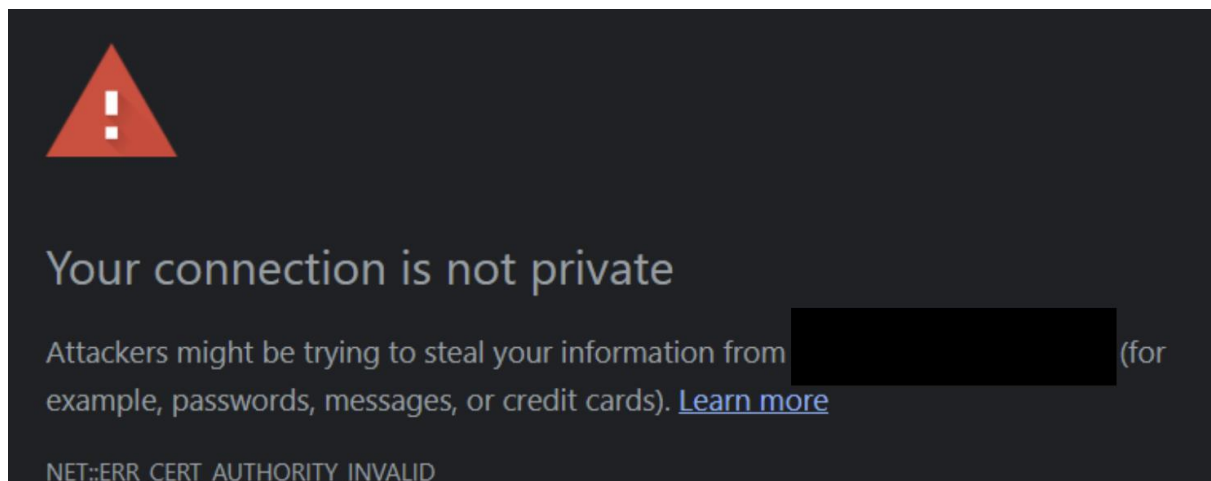 Your connection is not private
Attackers might be trying to steal your information from (for
example, passwords, messages, or credit cards). Learn more
NET::ERR_CERT_AUTHORITY_INVALID